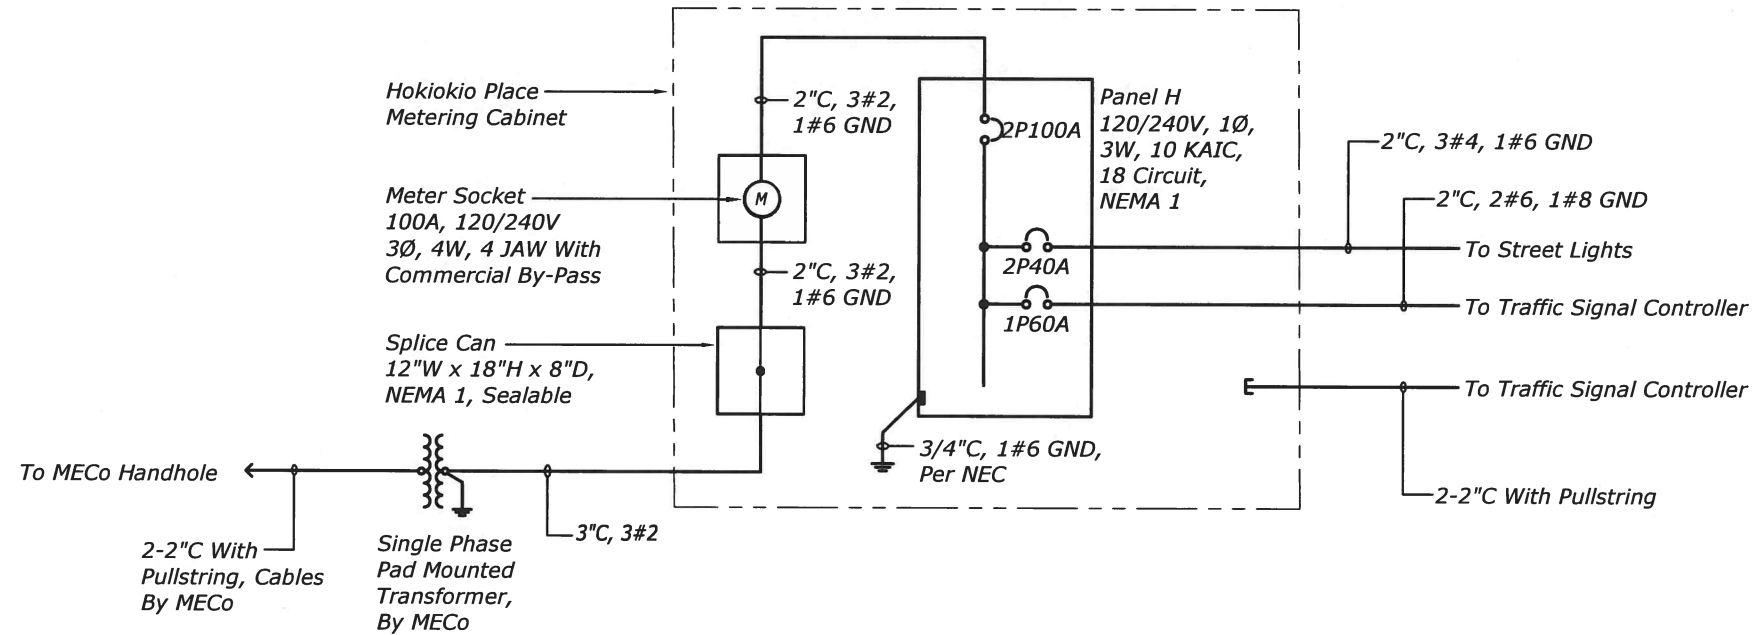 Hokiokio Place
Metering Cabinet
2"C, 3#2,
1#6 GND
Meter Socket
100A, 120/240V
3Ø, 4W, 4 JAW With
Commercial By-Pass
M
2"C, 3#2,
1#6 GND
Splice Can
12"W x 18"H x 8"D,
NEMA 1, Sealable
2P100A
Panel H
120/240V, 1Ø,
3W, 10 KAIC,
18 Circuit,
NEMA 1
2P40A
1P60A
2"C, 3#4, 1#6 GND
2"C, 2#6, 1#8 GND
To Street Lights
To Traffic Signal Controller
To Traffic Signal Controller
2-2"C With Pullstring
3/4"C, 1#6 GND,
Per NEC
To MECo Handhole
2-2"C With
Pullstring, Cables
By MECo
Single Phase
Pad Mounted
Transformer,
By MECo
3"C, 3#2